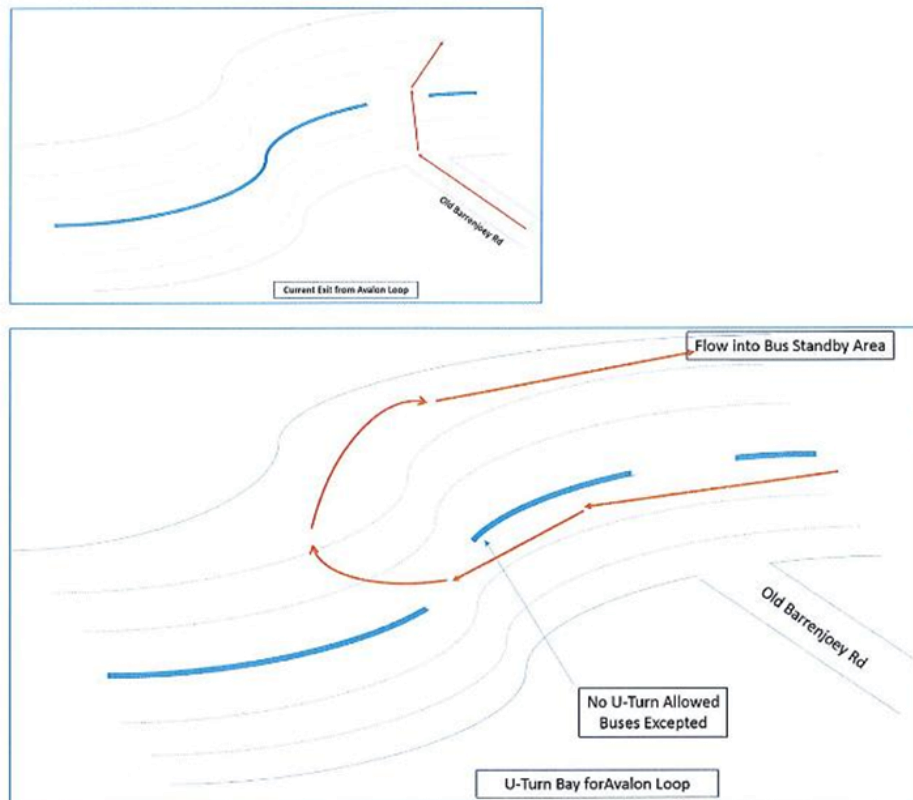 Old Barrenjoey Rd
Current Exit from Avalon Loop
Flow into Bus Standby Area
Old Barrenjoey Rd
No U-Turn Allowed
Buses Excepted
U-Turn Bay forAvalon Loop